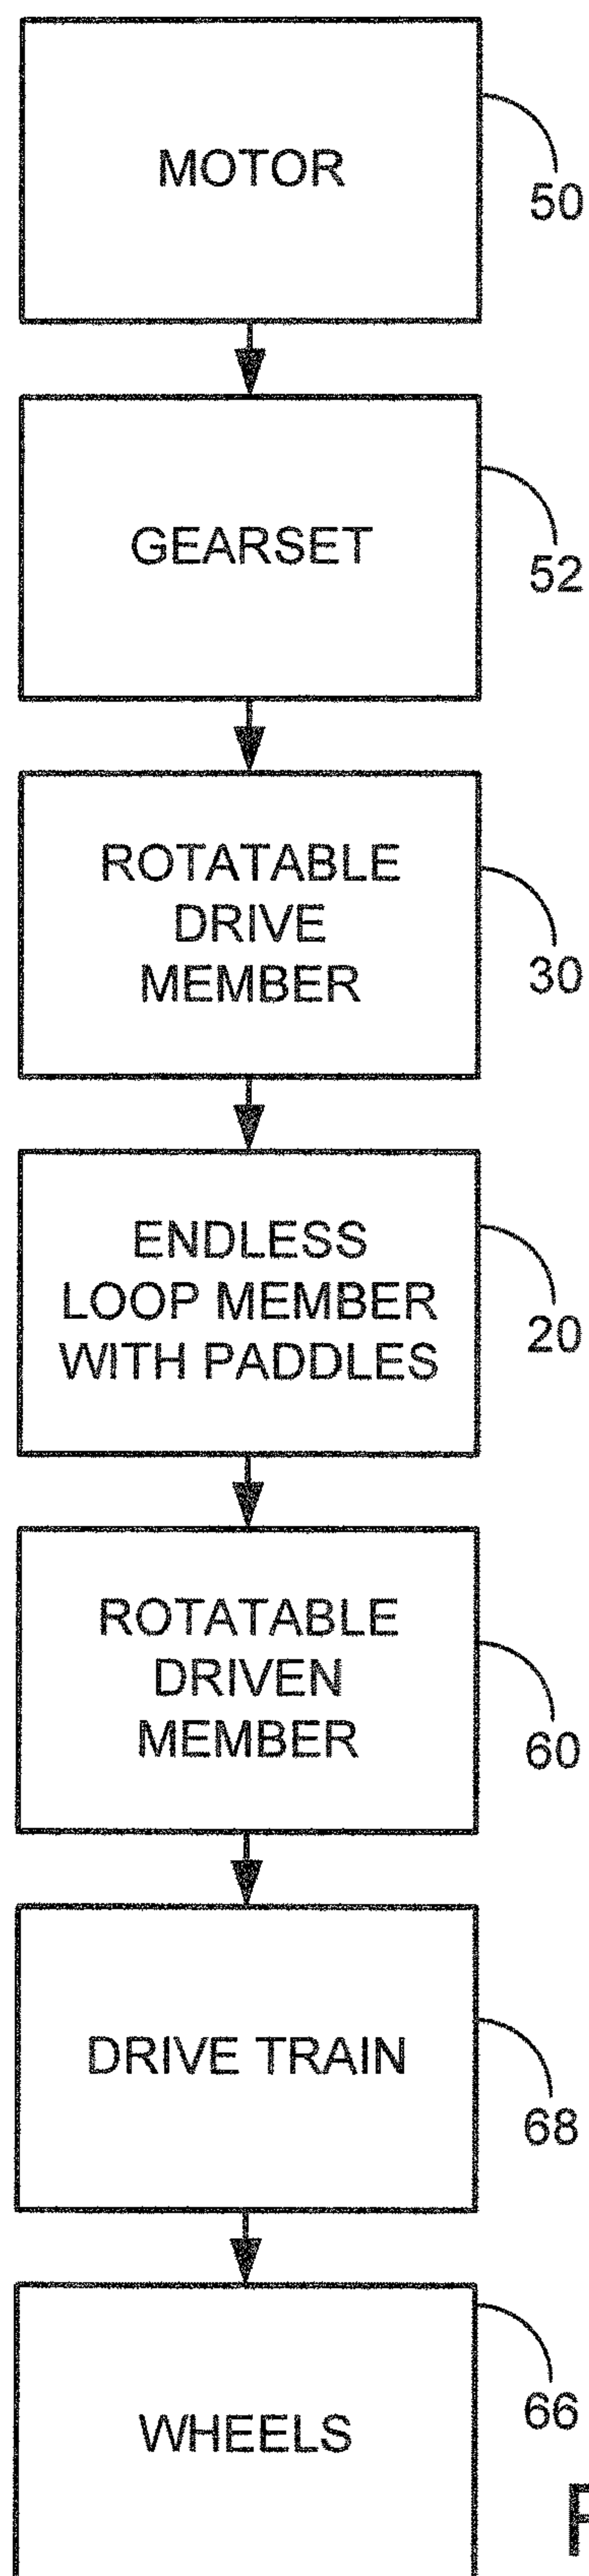 MOTOR
50
GEARSET
52
ROTATABLE
DRIVE
MEMBER
30
ENDLESS
LOOP MEMBER
WITH PADDLES
20
ROTATABLE
DRIVEN
MEMBER
60
DRIVE TRAIN
68
WHEELS
66